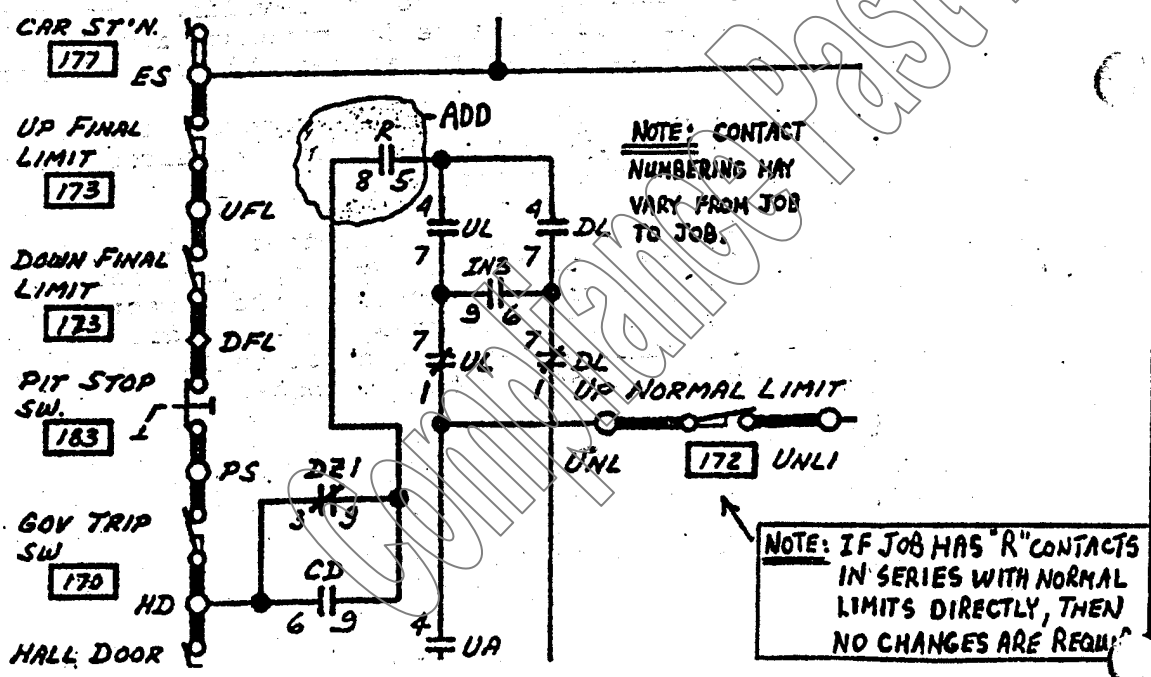 CAR ST'N.
177
ES
UP FINAL
LIMIT
173
UFL
DOWN FINAL
LIMIT
173
DFL
PIT STOP
SW.
183
PS
GOV TRIP
SW
170
HD
HALL DOOR
ADD
R
8 5
4 UL
7
4 DL
7
IN3
9 6
7 UL
1
7 DL
1
UP NORMAL LIMIT
UNL
172
UNL1
DZ1
3 9
CD
6 9
4
UA
NOTE: CONTACT
NUMBERING MAY
VARY FROM JOB
TO JOB.
NOTE: IF JOB HAS "R" CONTACTS
IN SERIES WITH NORMAL
LIMITS DIRECTLY, THEN
NO CHANGES ARE
Compliance Past